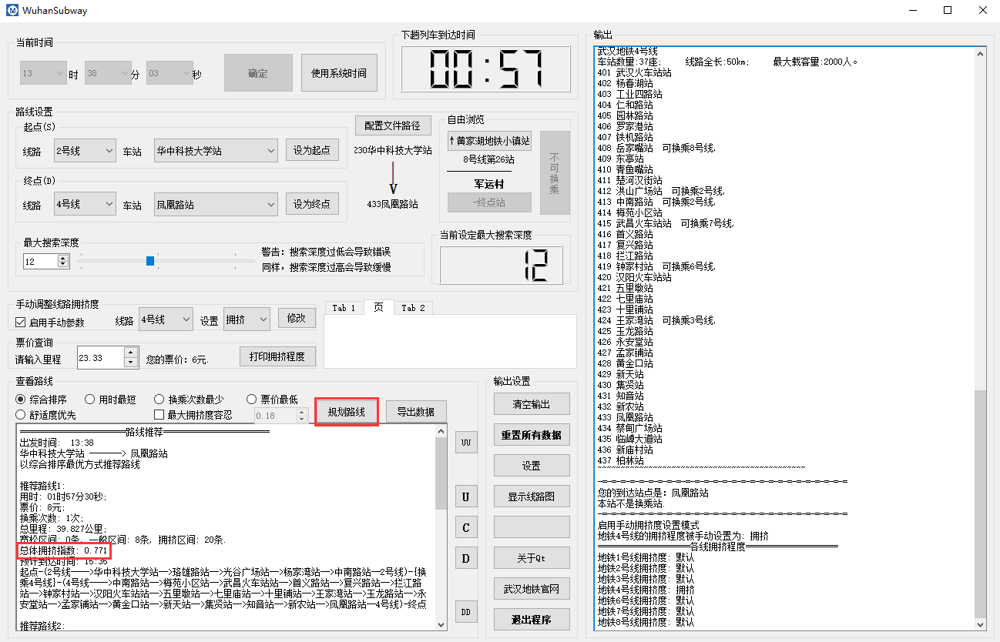 WuhanSubway
当前时间
13 时 38 分 03 秒 确定 使用系统时间
下趟列车到达时间
00:57
路线设置
起点(S)
线路 2号线 车站 华中科技大学站 设为起点
终点(D)
线路 4号线 车站 凤凰路站 设为终点
配置文件路径
230华中科技大学站
V
433凤凰路站
自由浏览
↑黄家湖地铁小镇站
8号线第26站
军运村
-终点站
不可换乘
最大搜索深度
12
警告: 搜索深度过低会导致错误
同样, 搜索深度过高会导致缓慢
当前设定最大搜索深度
12
手动调整线路拥挤度
启用手动参数 线路 4号线 设置 拥挤 修改
票价查询
请输入里程 23.33 您的票价: 6元. 打印拥挤程度
Tab 1 页 Tab 2
查看路线
综合排序 用时最短 换乘次数最少 票价最低
舒适度优先 最大拥挤度容忍 0.18 规划路线 导出数据
═════════路线推荐═════════
出发时间: 13:38
华中科技大学站 ———> 凤凰路站
以综合排序最优方式推荐路线
推荐路线1:
用时: 01时57分30秒;
票价: 8元;
换乘次数: 1次;
总里程: 39.827公里;
宽松区间: 0条, 一般区间: 8条, 拥挤区间: 20条.
总体拥挤指数: 0.771
预计到达时间: 15:35
起点-(2号线——>华中科技大学站—>珞雄路站—>光谷广场站—>杨家湾站—>中南路站—2号线)-{换
乘4号线}-(4号线——>中南路站—>梅苑小区站—>武昌火车站站—>首义路站—>复兴路站—>拦江路
站—>钟家村站—>汉阳火车站站—>五里墩站—>七里庙站—>十里铺站—>王家湾站—>玉龙路站—>永
安堂站—>孟家铺站—>黄金口站—>新天站—>集贤站—>知音站—>新农站—>凤凰路站—4号线)-终点
推荐路线2:
UU
U
C
D
DD
输出设置
清空输出
重置所有数据
设置
显示线路图
关于Qt
武汉地铁官网
退出程序
输出
武汉地铁4号线
车站数量:37座; 线路全长:50km; 最大载客量:2000人。
401 武汉火车站站
402 杨春湖站
403 工业四路站
404 仁和路站
405 园林路站
406 罗家港站
407 铁机路站
408 岳家嘴站 可换乘8号线,
409 东亭站
410 青鱼嘴站
411 楚河汉街站
412 洪山广场站 可换乘2号线,
413 中南路站 可换乘2号线,
414 梅苑小区站
415 武昌火车站站 可换乘7号线,
416 首义路站
417 复兴路站
418 拦江路站
419 钟家村站 可换乘6号线,
420 汉阳火车站站
421 五里墩站
422 七里庙站
423 十里铺站
424 王家湾站 可换乘3号线,
425 玉龙路站
426 永安堂站
427 孟家铺站
428 黄金口站
429 新天站
430 集贤站
431 知音站
432 新农站
433 凤凰路站
434 蔡甸广场站
435 临嶂大道站
436 新庙村站
437 柏林站
~~~~~~~~~~~~~~~~~~~~~~~~~~~~~~~~~~~~~~~~~~~~~
-=-=-=-=-=-=-=-=-=-=-=-=-=-=-=-=-=-=-=-=-=-=
您的到达站点是: 凤凰路站
本站不是换乘站.
-=-=-=-=-=-=-=-=-=-=-=-=-=-=-=-=-=-=-=-=-=-=
启用手动拥挤度设置模式
地铁4号线的拥挤程度被手动设置为: 拥挤
══════════各线拥挤程度══════════
地铁1号线拥挤度: 默认
地铁2号线拥挤度: 默认
地铁3号线拥挤度: 默认
地铁4号线拥挤度: 拥挤
地铁6号线拥挤度: 默认
地铁7号线拥挤度: 默认
地铁8号线拥挤度: 默认